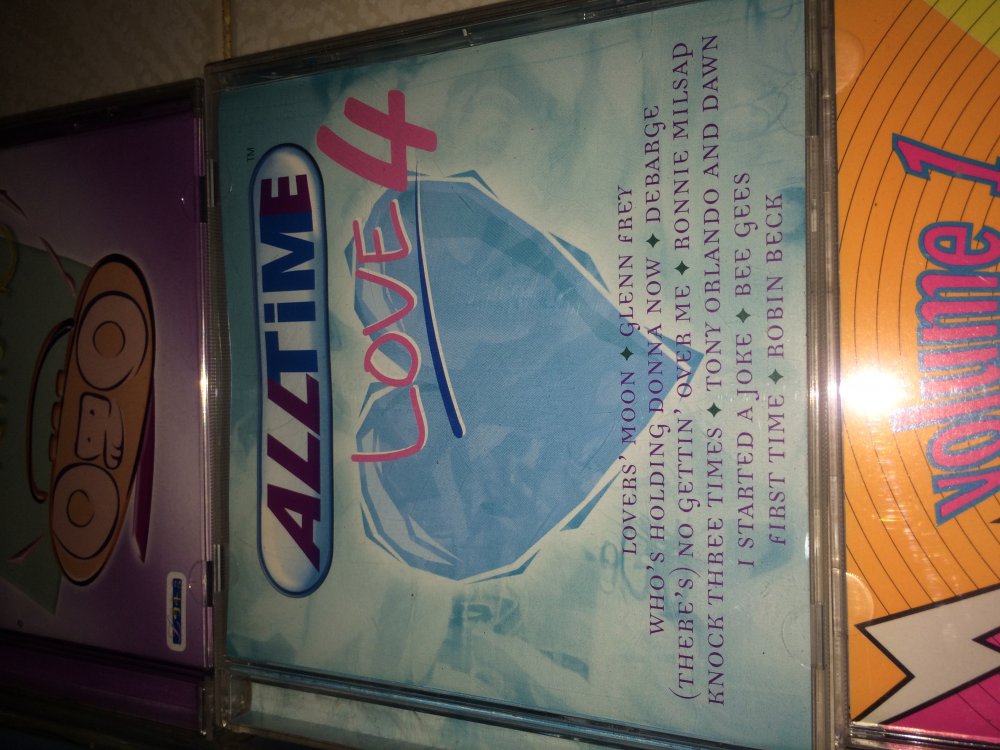 ™
ALLTiME
LOVE 4
LOVERS' MOON ✦ GLENN FREY
WHO'S HOLDING DONNA NOW ✦ DEBARGE
(THERE'S) NO GETTIN' OVER ME ✦ RONNIE MILSAP
KNOCK THREE TIMES ✦ TONY ORLANDO AND DAWN
I STARTED A JOKE ✦ BEE GEES
FIRST TIME ✦ ROBIN BECK
volume 1